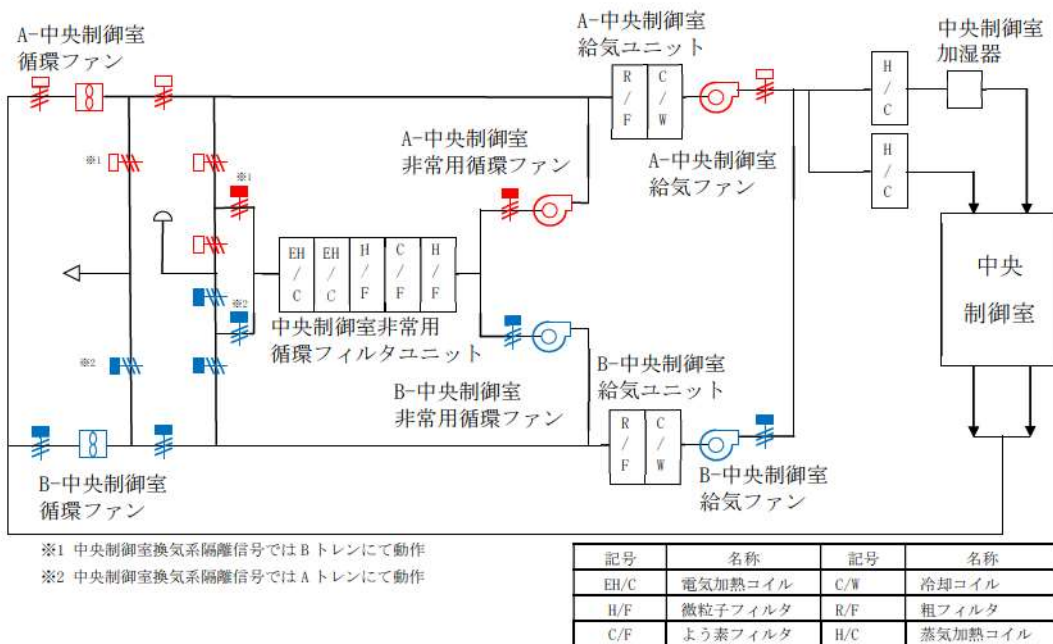 A-中央制御室
循環ファン
A-中央制御室
給気ユニット
中央制御室
加湿器
R
/
F
C
/
W
H
/
C
H
/
C
A-中央制御室
非常用循環ファン
A-中央制御室
給気ファン
※1
※1
EH
/
C
EH
/
C
H
/
F
C
/
F
H
/
F
中央
制御室
※2
※2
中央制御室非常用
循環フィルタユニット
B-中央制御室
非常用循環ファン
B-中央制御室
給気ユニット
R
/
F
C
/
W
B-中央制御室
循環ファン
B-中央制御室
給気ファン
※1 中央制御室換気系隔離信号では B トレンにて動作
※2 中央制御室換気系隔離信号では A トレンにて動作
記号 名称 記号 名称
EH/C 電気加熱コイル C/W 冷却コイル
H/F 微粒子フィルタ R/F 粗フィルタ
C/F よう素フィルタ H/C 蒸気加熱コイル